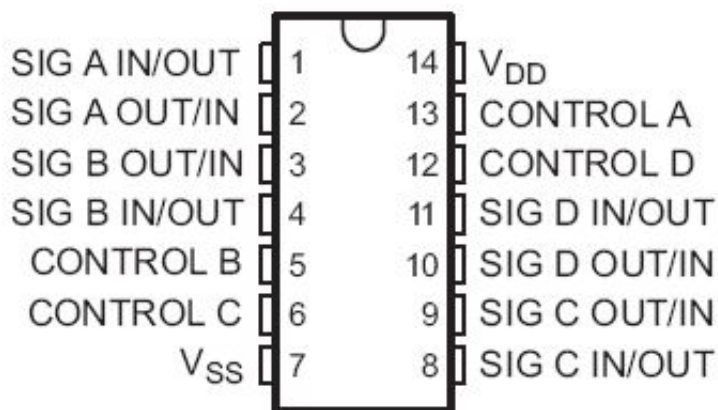 SIG A IN/OUT 1 14 VDD
SIG A OUT/IN 2 13 CONTROL A
SIG B OUT/IN 3 12 CONTROL D
SIG B IN/OUT 4 11 SIG D IN/OUT
CONTROL B 5 10 SIG D OUT/IN
CONTROL C 6 9 SIG C OUT/IN
VSS 7 8 SIG C IN/OUT